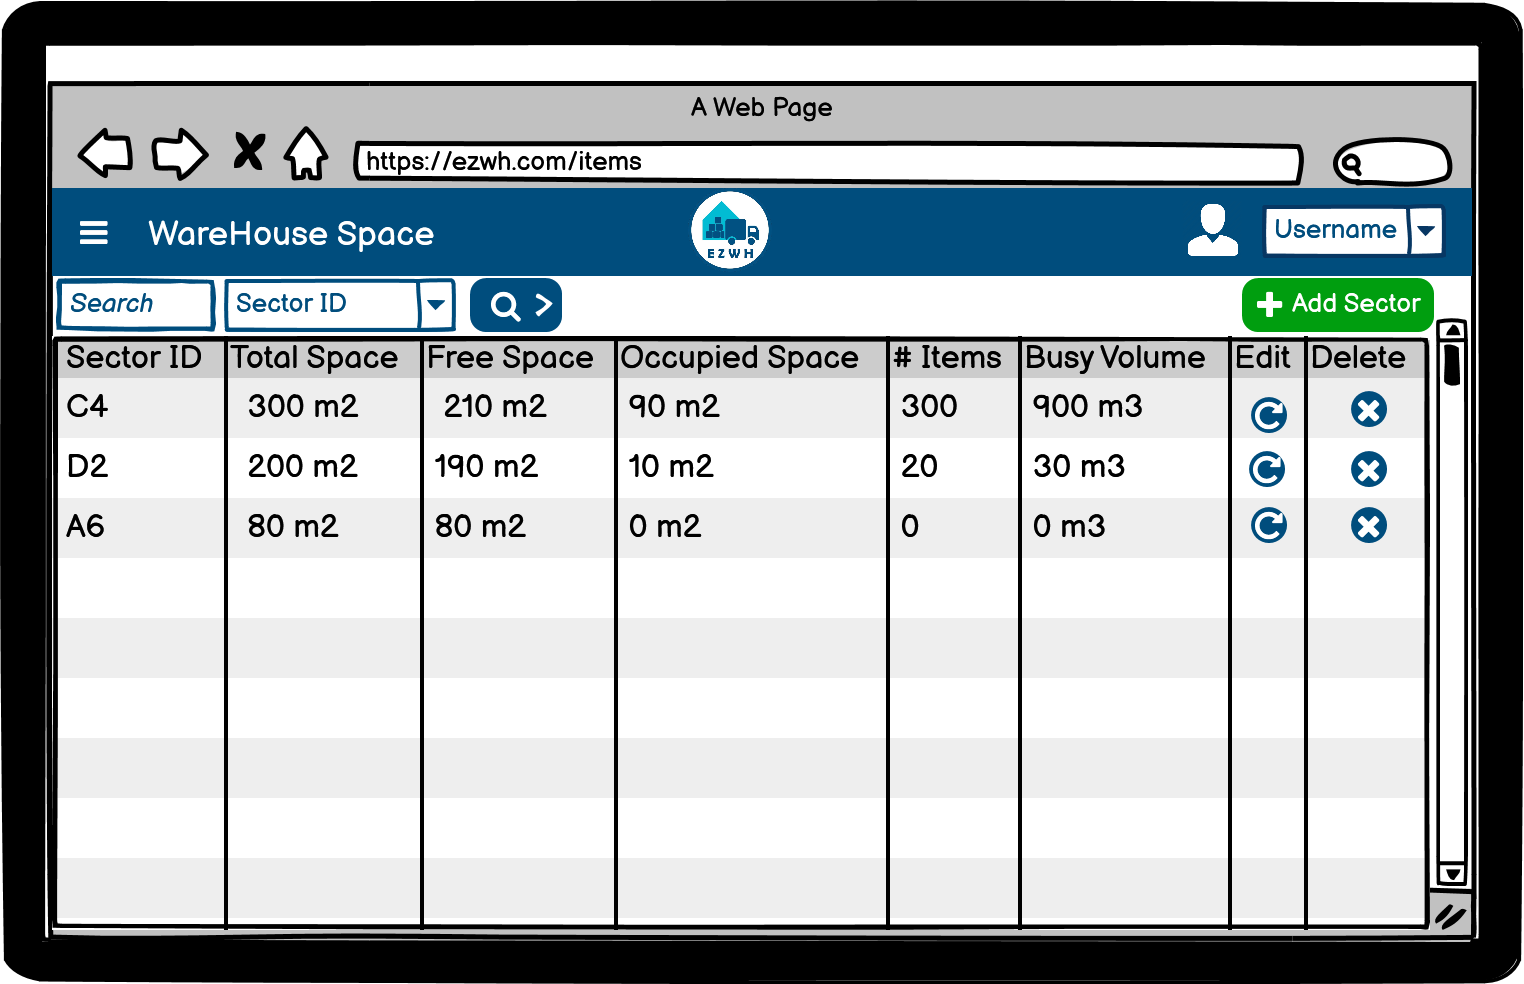 A Web Page
https://ezwh.com/items
WareHouse Space
EZWH
Username
Search
Sector ID
Add Sector
Sector ID Total Space Free Space Occupied Space # Items Busy Volume Edit Delete
C4 300 m2 210 m2 90 m2 300 900 m3
D2 200 m2 190 m2 10 m2 20 30 m3
A6 80 m2 80 m2 0 m2 0 0 m3